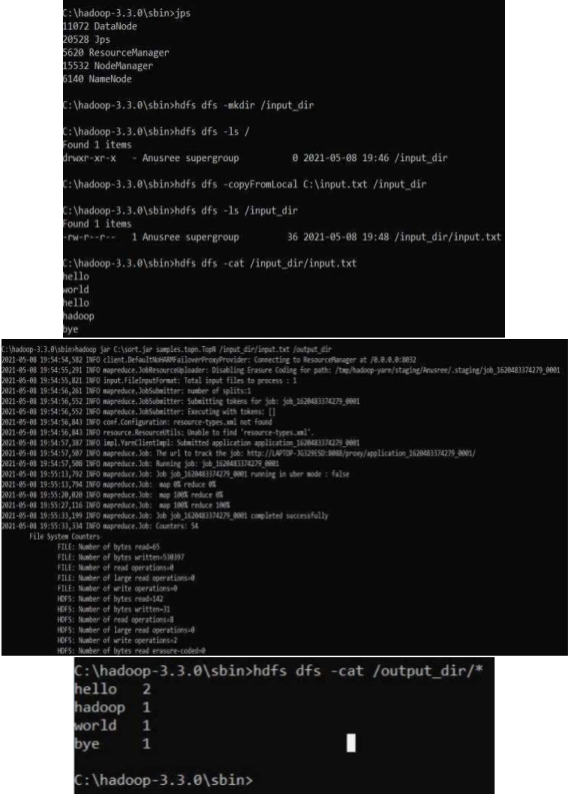 C:\hadoop-3.3.0\sbin>jps
11072 DataNode
20528 Jps
5620 ResourceManager
15532 NodeManager
6140 NameNode
C:\hadoop-3.3.0\sbin>hdfs dfs -mkdir /input_dir
C:\hadoop-3.3.0\sbin>hdfs dfs -ls /
Found 1 items
drwxr-xr-x - Anusree supergroup 0 2021-05-08 19:46 /input_dir
C:\hadoop-3.3.0\sbin>hdfs dfs -copyFromLocal C:\input.txt /input_dir
C:\hadoop-3.3.0\sbin>hdfs dfs -ls /input_dir
Found 1 items
-rw-r--r-- 1 Anusree supergroup 36 2021-05-08 19:48 /input_dir/input.txt
C:\hadoop-3.3.0\sbin>hdfs dfs -cat /input_dir/input.txt
hello
world
hello
hadoop
bye
C:\hadoop-3.3.0\sbin>hadoop jar C:\sort.jar samples.topn.TopN /input_dir/input.txt /output_dir
2021-05-08 19:54:54,582 INFO client.DefaultNoHARMFailoverProxyProvider: Connecting to ResourceManager at /0.0.0.0:8032
2021-05-08 19:54:55,291 INFO mapreduce.JobResourceUploader: Disabling Erasure Coding for path: /tmp/hadoop-yarn/staging/Anusree/.staging/job_1620483374279_0001
2021-05-08 19:54:55,821 INFO input.FileInputFormat: Total input files to process : 1
2021-05-08 19:54:56,261 INFO mapreduce.JobSubmitter: number of splits:1
2021-05-08 19:54:56,552 INFO mapreduce.JobSubmitter: Submitting tokens for job: job_1620483374279_0001
2021-05-08 19:54:56,552 INFO mapreduce.JobSubmitter: Executing with tokens: []
2021-05-08 19:54:56,843 INFO conf.Configuration: resource-types.xml not found
2021-05-08 19:54:56,843 INFO resource.ResourceUtils: Unable to find 'resource-types.xml'.
2021-05-08 19:54:57,387 INFO impl.YarnClientImpl: Submitted application application_1620483374279_0001
2021-05-08 19:54:57,507 INFO mapreduce.Job: The url to track the job: http://LAPTOP-JG329ESD:8088/proxy/application_1620483374279_0001/
2021-05-08 19:54:57,508 INFO mapreduce.Job: Running job: job_1620483374279_0001
2021-05-08 19:55:13,792 INFO mapreduce.Job: Job job_1620483374279_0001 running in uber mode : false
2021-05-08 19:55:13,794 INFO mapreduce.Job: map 0% reduce 0%
2021-05-08 19:55:20,020 INFO mapreduce.Job: map 100% reduce 0%
2021-05-08 19:55:27,116 INFO mapreduce.Job: map 100% reduce 100%
2021-05-08 19:55:33,199 INFO mapreduce.Job: Job job_1620483374279_0001 completed successfully
2021-05-08 19:55:33,334 INFO mapreduce.Job: Counters: 54
File System Counters
FILE: Number of bytes read=65
FILE: Number of bytes written=530397
FILE: Number of read operations=0
FILE: Number of large read operations=0
FILE: Number of write operations=0
HDFS: Number of bytes read=142
HDFS: Number of bytes written=31
HDFS: Number of read operations=8
HDFS: Number of large read operations=0
HDFS: Number of write operations=2
HDFS: Number of bytes read erasure-coded=0
C:\hadoop-3.3.0\sbin>hdfs dfs -cat /output_dir/*
hello 2
hadoop 1
world 1
bye 1
C:\hadoop-3.3.0\sbin>